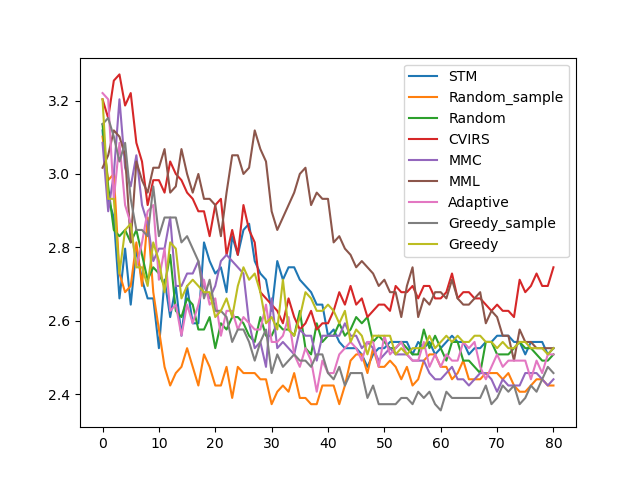 3.2
3.0
2.8
2.6
2.4
0 10 20 30 40 50 60 70 80
STM
Random_sample
Random
CVIRS
MMC
MML
Adaptive
Greedy_sample
Greedy